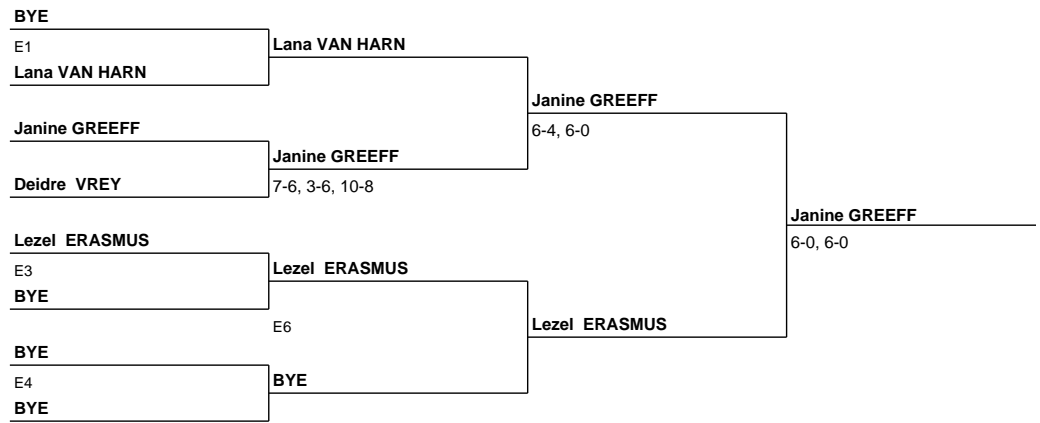 BYE
E1
Lana VAN HARN
Lana VAN HARN
Janine GREEFF
6-4, 6-0
Janine GREEFF
Janine GREEFF
7-6, 3-6, 10-8
Deidre VREY
Janine GREEFF
6-0, 6-0
Lezel ERASMUS
E3
Lezel ERASMUS
BYE
E6
Lezel ERASMUS
BYE
E4
BYE
BYE